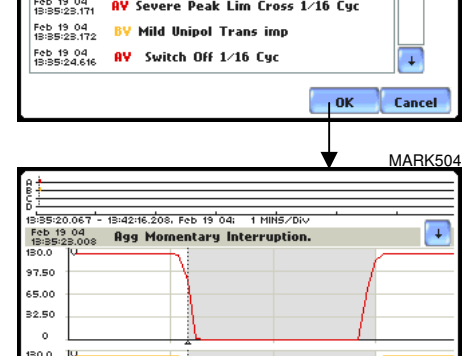 Feb 19 04
13:35:23.171 AV Severe Peak Lim Cross 1/16 Cyc
Feb 19 04
13:35:23.172 BV Mild Unipol Trans imp
Feb 19 04
13:35:24.616 AV Switch Off 1/16 Cyc
OK Cancel
MARK504
A
B
C
D
13:35:20.067 - 13:42:16.208, Feb 19 04: 1 MINS/Div
Feb 19 04
13:35:23.008 Agg Momentary Interruption.
130.0
97.50
65.00
32.50
0
130.0